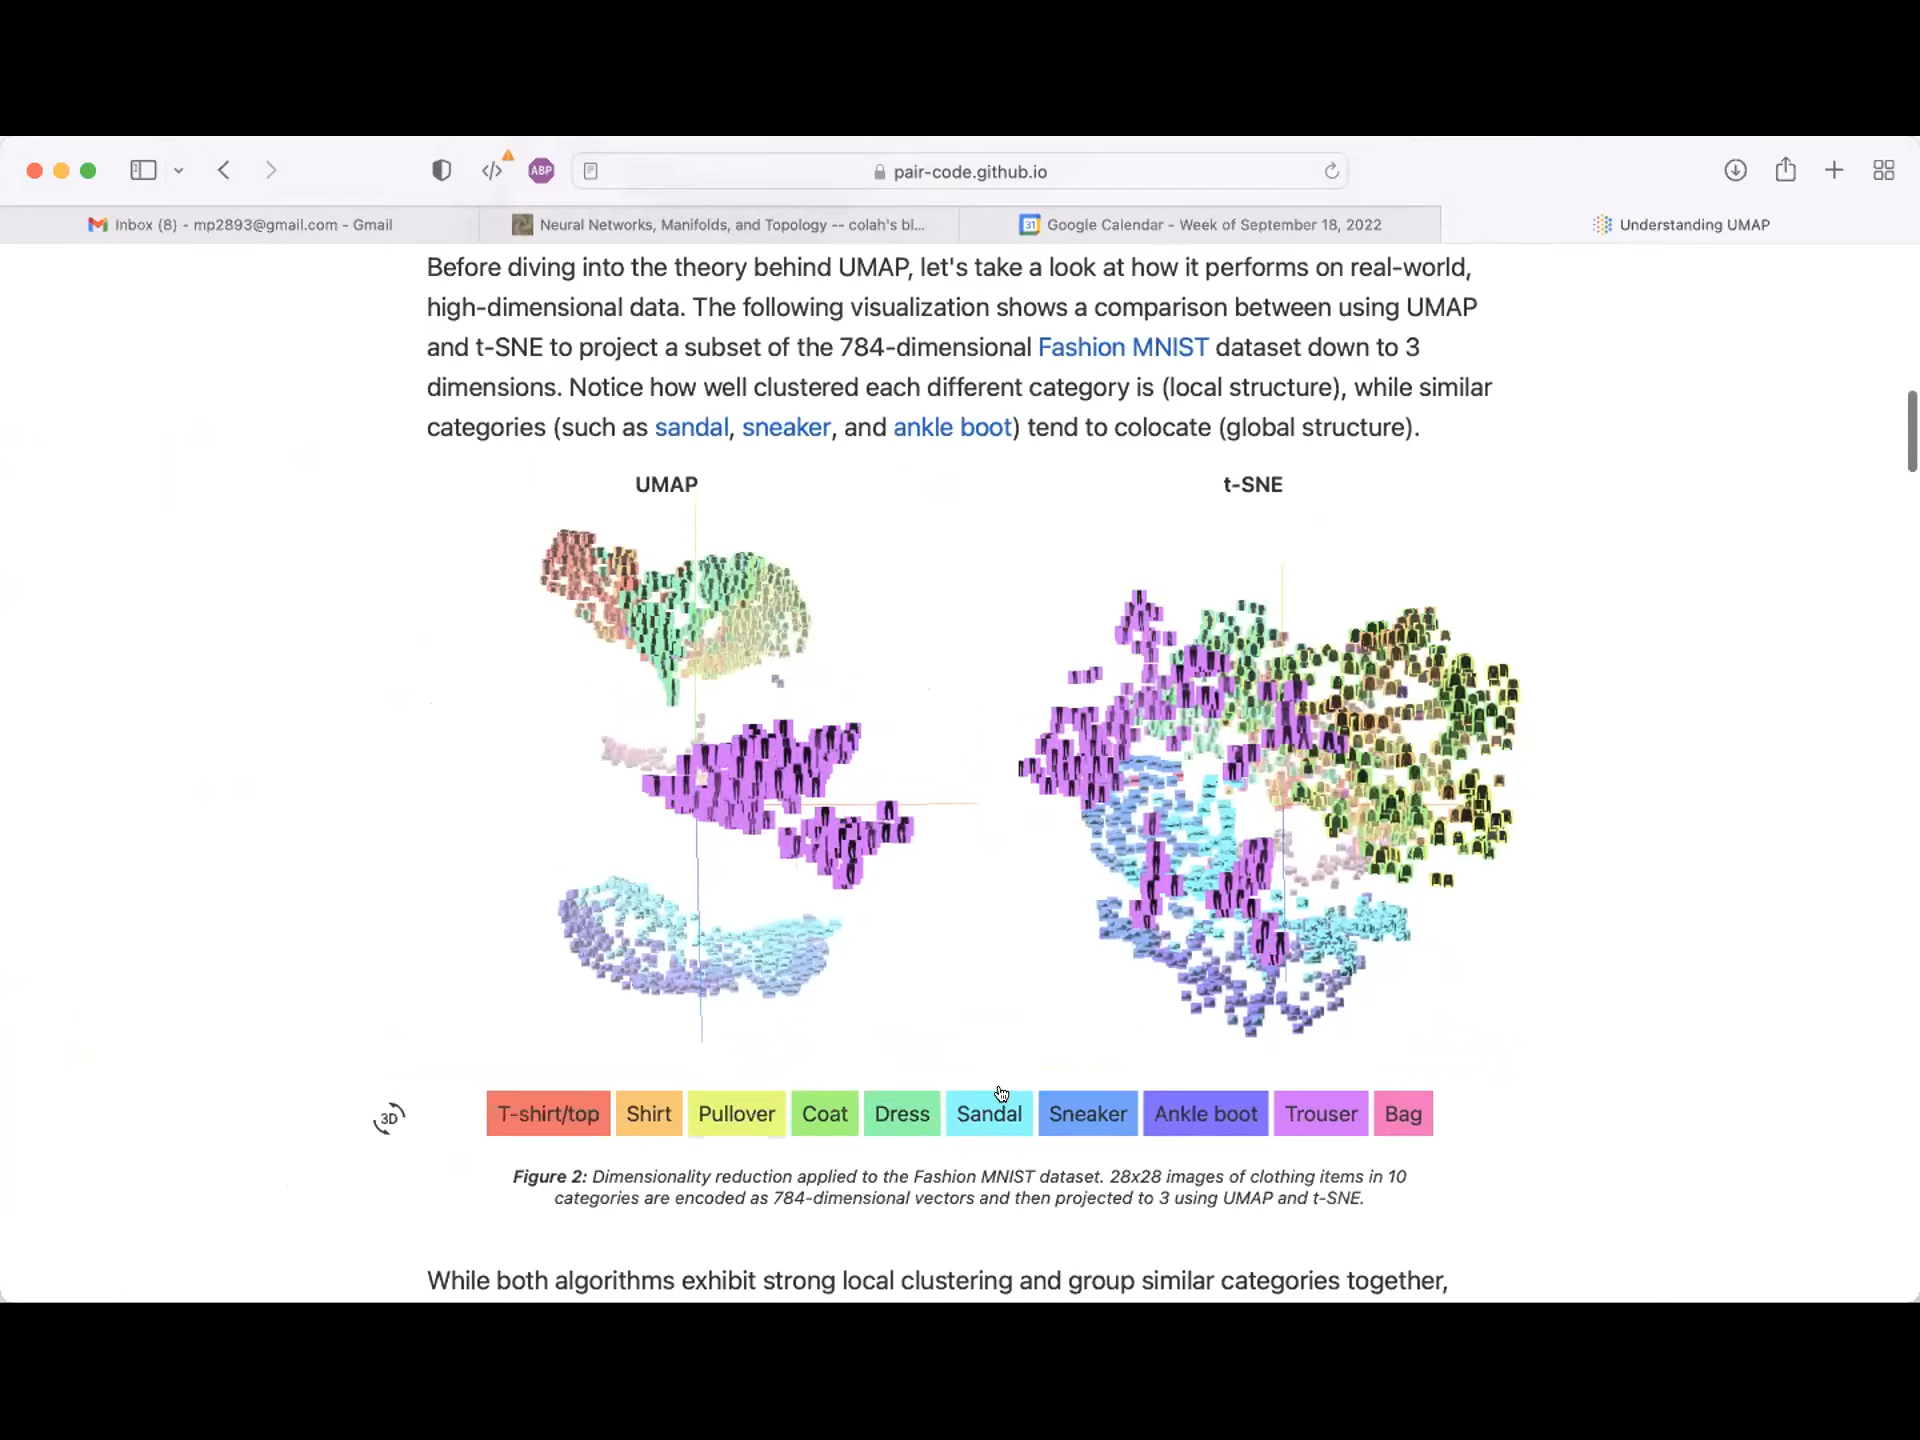 ABP
pair-code.github.io
Inbox (8) - mp2893@gmail.com - Gmail
Neural Networks, Manifolds, and Topology -- colah's bl...
31
Google Calendar - Week of September 18, 2022
Understanding UMAP
Before diving into the theory behind UMAP, let's take a look at how it performs on real-world,
high-dimensional data. The following visualization shows a comparison between using UMAP
and t-SNE to project a subset of the 784-dimensional Fashion MNIST dataset down to 3
dimensions. Notice how well clustered each different category is (local structure), while similar
categories (such as sandal, sneaker, and ankle boot) tend to colocate (global structure).
UMAP
t-SNE
3D
T-shirt/top
Shirt
Pullover
Coat
Dress
Sandal
Sneaker
Ankle boot
Trouser
Bag
Figure 2: Dimensionality reduction applied to the Fashion MNIST dataset. 28x28 images of clothing items in 10
categories are encoded as 784-dimensional vectors and then projected to 3 using UMAP and t-SNE.
While both algorithms exhibit strong local clustering and group similar categories together,